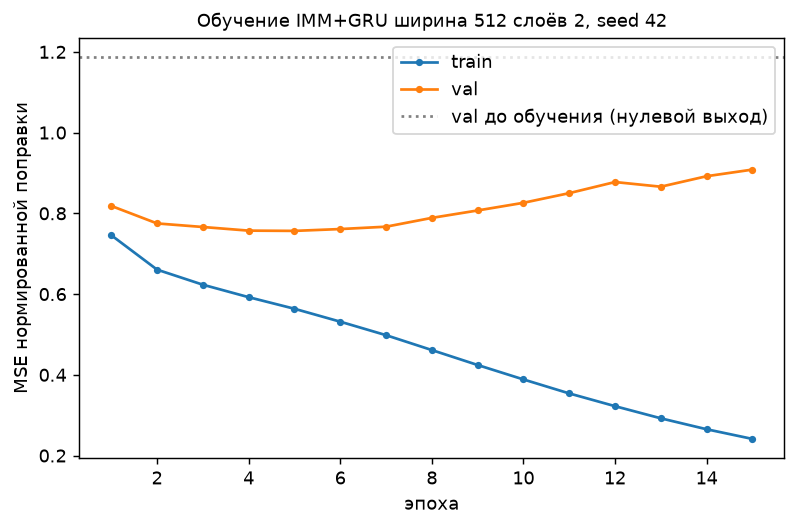 Обучение IMM+GRU ширина 512 слоёв 2, seed 42
MSE нормированной поправки
1.2
1.0
0.8
0.6
0.4
0.2
train
val
val до обучения (нулевой выход)
2 4 6 8 10 12 14
эпоха